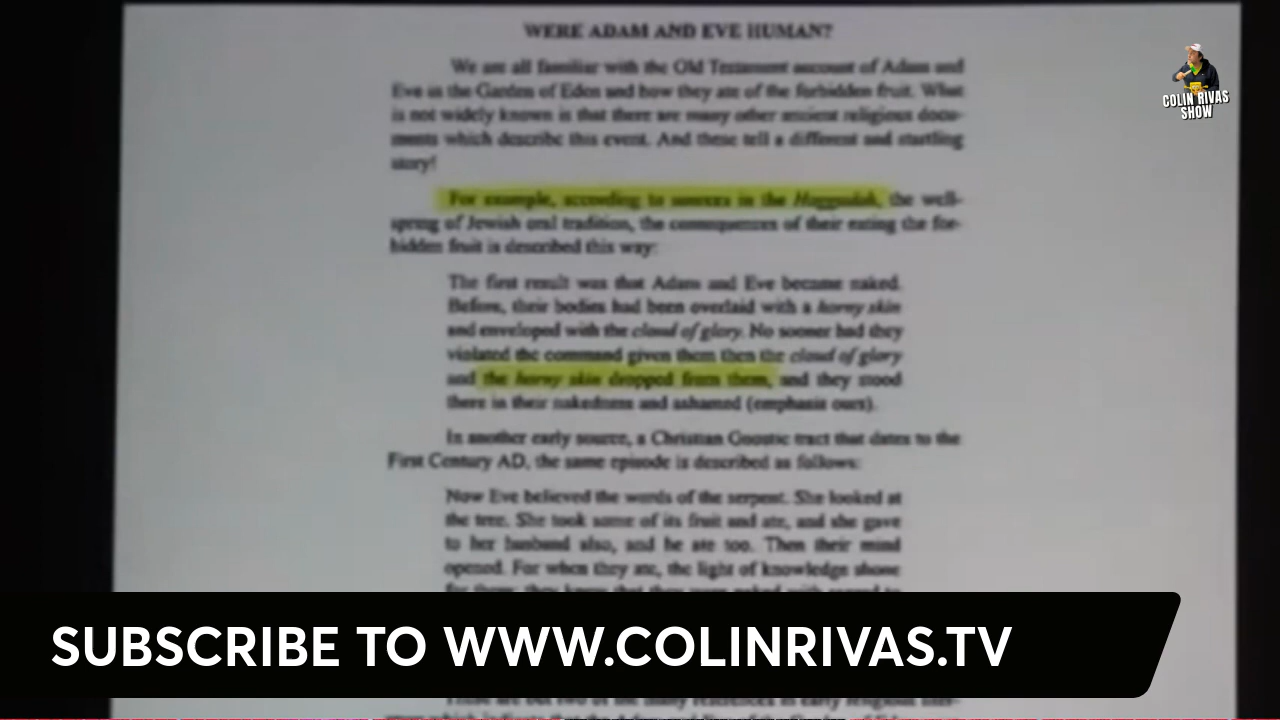 WERE ADAM AND EVE HUMAN?
We are all familiar with the Old Testament account of Adam and
Eve in the Garden of Eden and how they ate of the forbidden fruit. What
is not widely known is that there are many other ancient religious docu-
ments which describe this event. And these tell a different and startling
story!
For example, according to sources in the Haggadah, the well-
spring of Jewish oral tradition, the consequences of their eating the for-
bidden fruit is described this way:
The first result was that Adam and Eve became naked.
Before, their bodies had been overlaid with a horny skin
and enveloped with the cloud of glory. No sooner had they
violated the command given them then the cloud of glory
and the horny skin dropped from them, and they stood
there in their nakedness and ashamed (emphasis ours).
In another early source, a Christian Gnostic tract that dates to the
First Century AD, the same episode is described as follows:
Now Eve believed the words of the serpent. She looked at
the tree. She took some of its fruit and ate, and she gave
to her husband also, and he ate too. Then their mind
opened. For when they ate, the light of knowledge shone
COLIN RIVAS
SHOW
SUBSCRIBE TO WWW.COLINRIVAS.TV